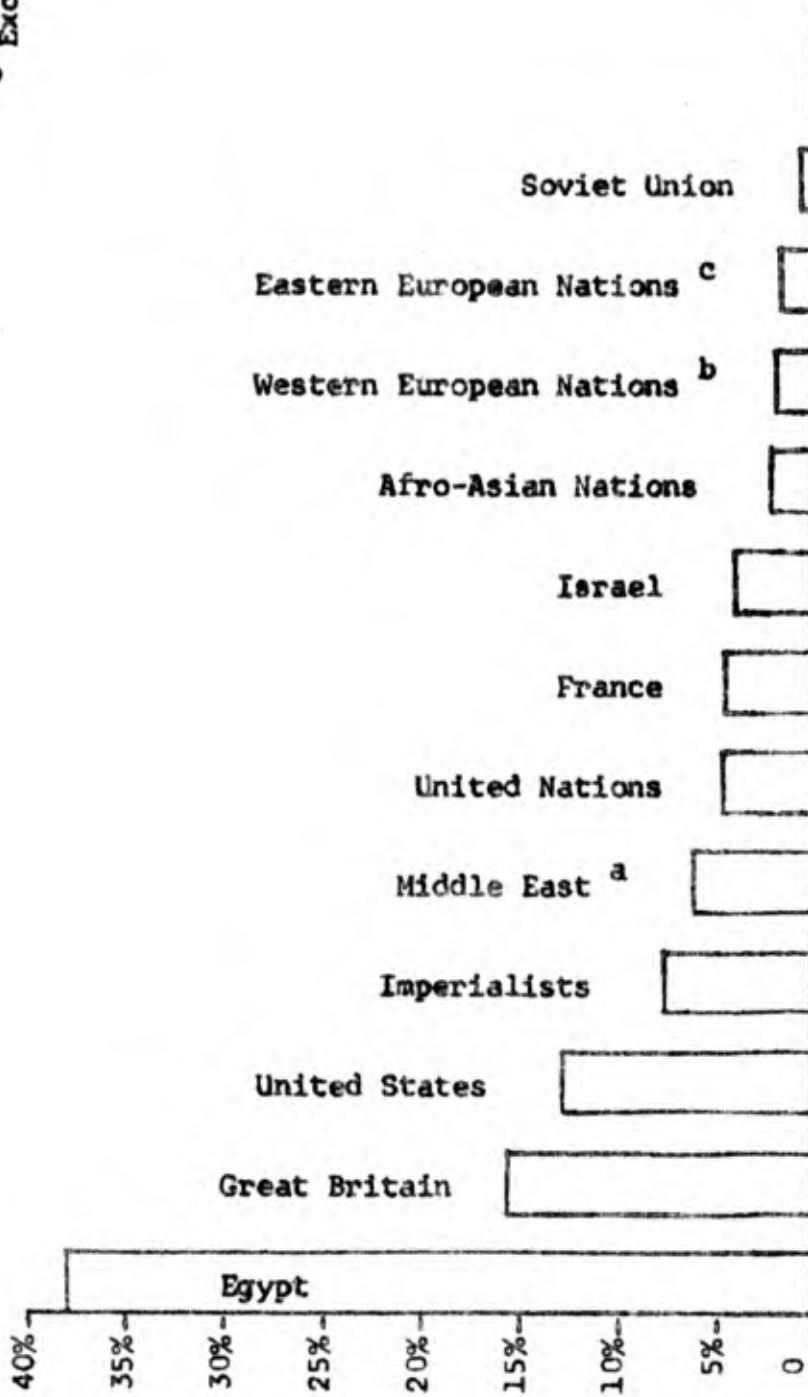 Soviet Union
Eastern European Nations c
Western European Nations b
Afro-Asian Nations
Israel
France
United Nations
Middle East a
Imperialists
United States
Great Britain
Egypt
40%
35%
30%
25%
20%
15%
10%
5%
0